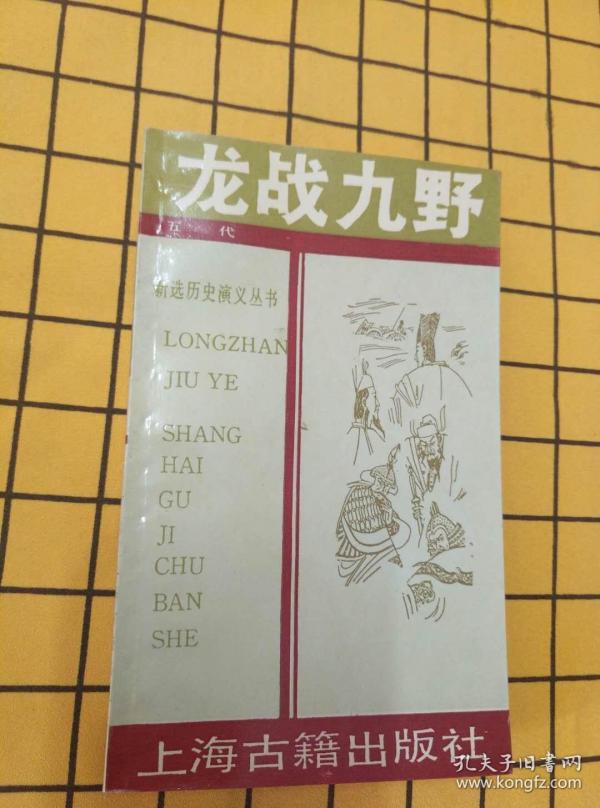 龙战九野
五代
新选历史演义丛书
LONGZHAN
JIU YE
SHANG
HAI
GU
JI
CHU
BAN
SHE
上海古籍出版社
孔夫子旧书网
www.kongfz.com